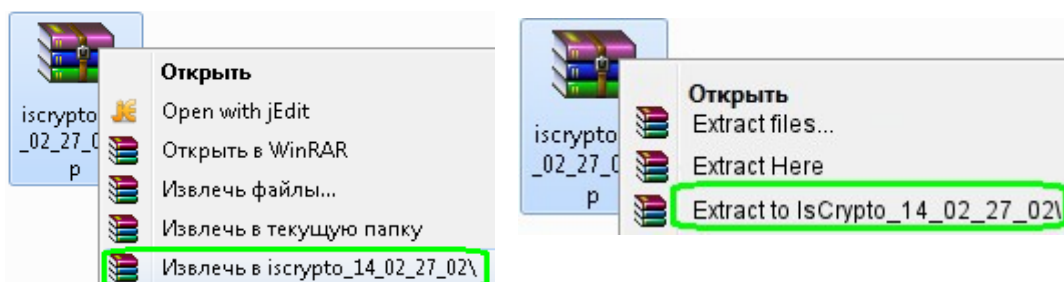 iscrypto
_02_27_0
p
Открыть
Open with jEdit
Открыть в WinRAR
Извлечь файлы...
Извлечь в текущую папку
Извлечь в iscrypto_14_02_27_02\
iscrypto
_02_27_0
p
Открыть
Extract files...
Extract Here
Extract to IsCrypto_14_02_27_02\